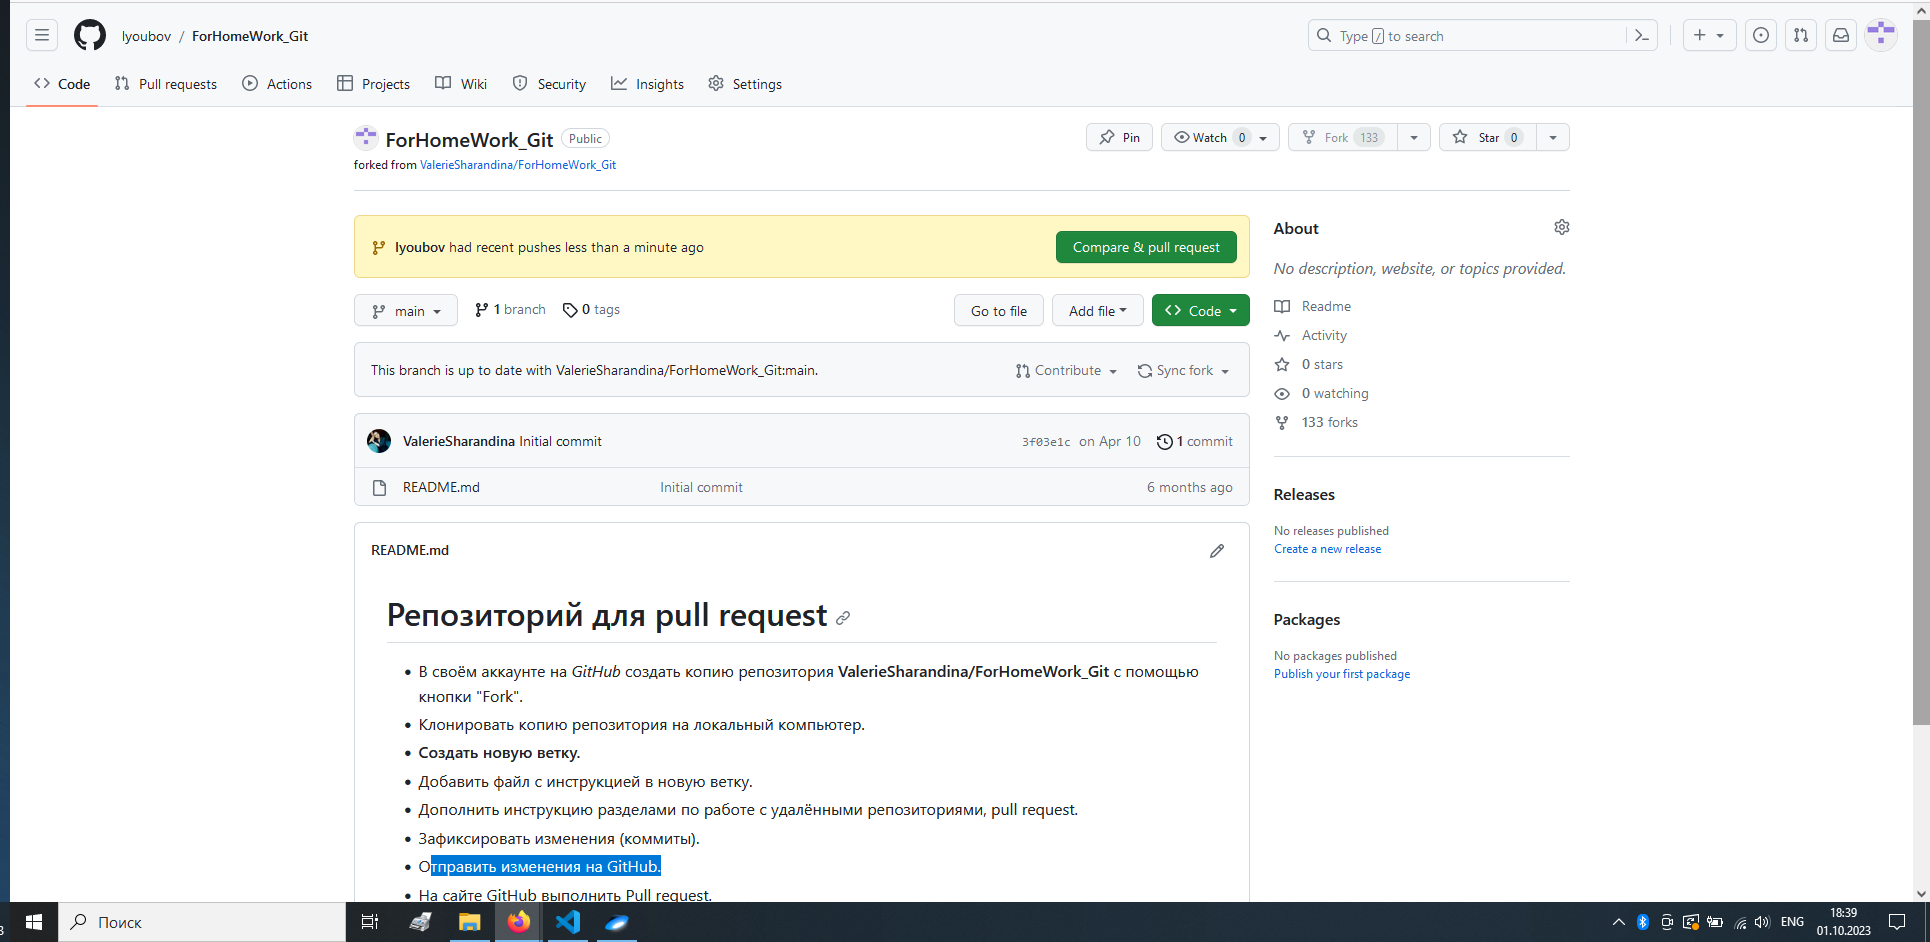 lyoubov / ForHomeWork_Git
Type / to search
Code Pull requests Actions Projects Wiki Security Insights Settings
ForHomeWork_Git Public
Pin Watch 0 Fork 133 Star 0
forked from ValerieSharandina/ForHomeWork_Git
lyoubov had recent pushes less than a minute ago
Compare & pull request
main 1 branch 0 tags
Go to file Add file Code
This branch is up to date with ValerieSharandina/ForHomeWork_Git:main.
Contribute Sync fork
ValerieSharandina Initial commit 3f03e1c on Apr 10 1 commit
README.md Initial commit 6 months ago
README.md
Репозиторий для pull request
• В своём аккаунте на GitHub создать копию репозитория ValerieSharandina/ForHomeWork_Git с помощью
кнопки "Fork".
• Клонировать копию репозитория на локальный компьютер.
• Создать новую ветку.
• Добавить файл с инструкцией в новую ветку.
• Дополнить инструкцию разделами по работе с удалёнными репозиториями, pull request.
• Зафиксировать изменения (коммиты).
• Отправить изменения на GitHub.
• На сайте GitHub выполнить Pull request.
About
No description, website, or topics provided.
Readme
Activity
0 stars
0 watching
133 forks
Releases
No releases published
Create a new release
Packages
No packages published
Publish your first package
3
Поиск
ENG
18:39
01.10.2023